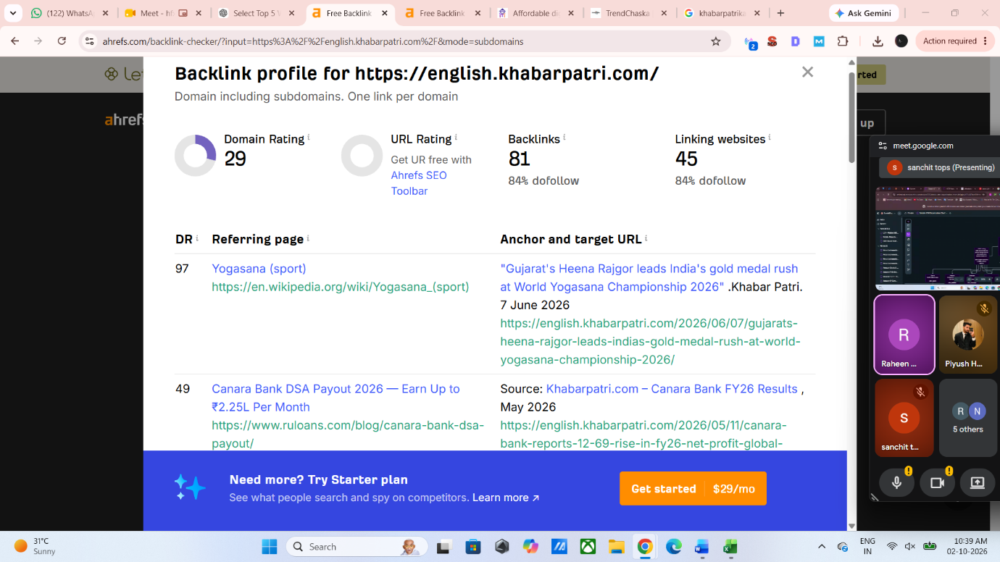 (122) WhatsA
Meet - hf
Select Top 5 W
Free Backlink
Free Backlink
Affordable di
TrendChaska
khabarpatrika
Ask Gemini
ahrefs.com/backlink-checker/?input=https%3A%2F%2Fenglish.khabarpatri.com%2F&mode=subdomains
2
Action required
Let
rted
ahrefs
up
Backlink profile for https://english.khabarpatri.com/
Domain including subdomains. One link per domain
Domain Rating
29
URL Rating
Get UR free with
Ahrefs SEO
Toolbar
Backlinks
81
84% dofollow
Linking websites
45
84% dofollow
DR Referring page Anchor and target URL
97
Yogasana (sport)
https://en.wikipedia.org/wiki/Yogasana_(sport)
"Gujarat's Heena Rajgor leads India's gold medal rush
at World Yogasana Championship 2026" .Khabar Patri.
7 June 2026
https://english.khabarpatri.com/2026/06/07/gujarats-
heena-rajgor-leads-indias-gold-medal-rush-at-world-
yogasana-championship-2026/
49
Canara Bank DSA Payout 2026 — Earn Up to
₹2.25L Per Month
https://www.ruloans.com/blog/canara-bank-dsa-
payout/
Source: Khabarpatri.com – Canara Bank FY26 Results ,
May 2026
https://english.khabarpatri.com/2026/05/11/canara-
bank-reports-12-69-rise-in-fy26-net-profit-global-
Need more? Try Starter plan
See what people search and spy on competitors. Learn more ↗
Get started $29/mo
meet.google.com
S
sanchit tops (Presenting)
R
Raheen ...
Piyush H...
S
sanchit t...
R N
5 others
31°C
Sunny
Search
ENG
IN
10:39 AM
02-10-2026